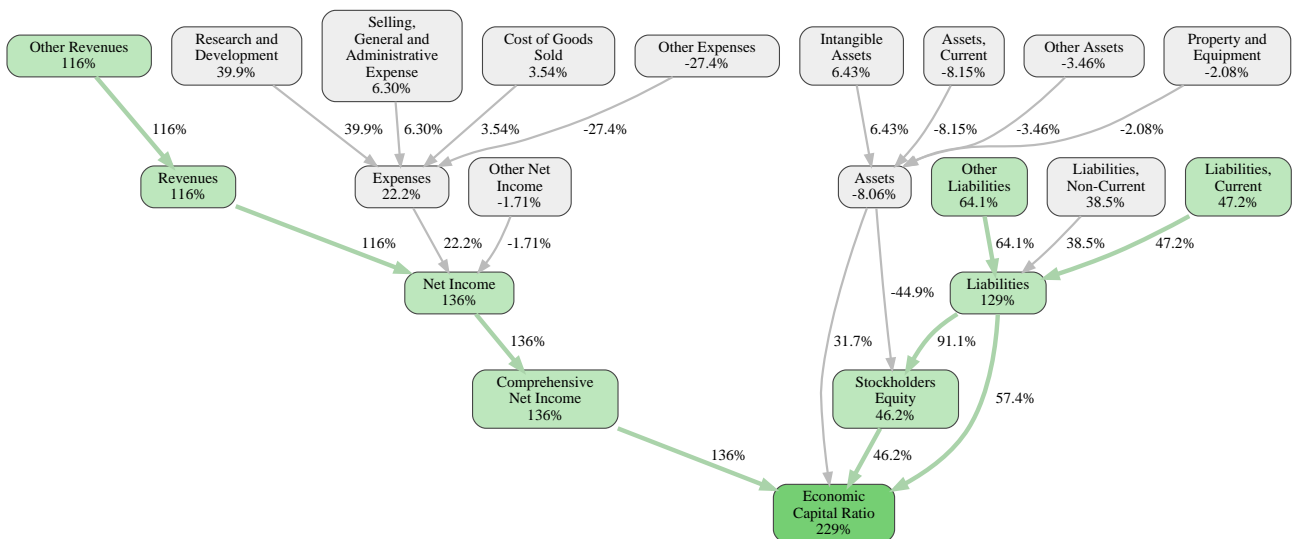 Other Revenues
116%
Research and
Development
39.9%
Selling,
General and
Administrative
Expense
6.30%
Cost of Goods
Sold
3.54%
Other Expenses
-27.4%
Intangible
Assets
6.43%
Assets,
Current
-8.15%
Other Assets
-3.46%
Property and
Equipment
-2.08%
116%
39.9%
6.30%
3.54%
-27.4%
6.43%
-8.15%
-3.46%
-2.08%
Revenues
116%
Expenses
22.2%
Other Net
Income
-1.71%
Assets
-8.06%
Other
Liabilities
64.1%
Liabilities,
Non-Current
38.5%
Liabilities,
Current
47.2%
116%
22.2%
-1.71%
64.1%
38.5%
47.2%
Net Income
136%
-44.9%
Liabilities
129%
136%
31.7%
91.1%
Comprehensive
Net Income
136%
Stockholders
Equity
46.2%
57.4%
136%
46.2%
Economic
Capital Ratio
229%